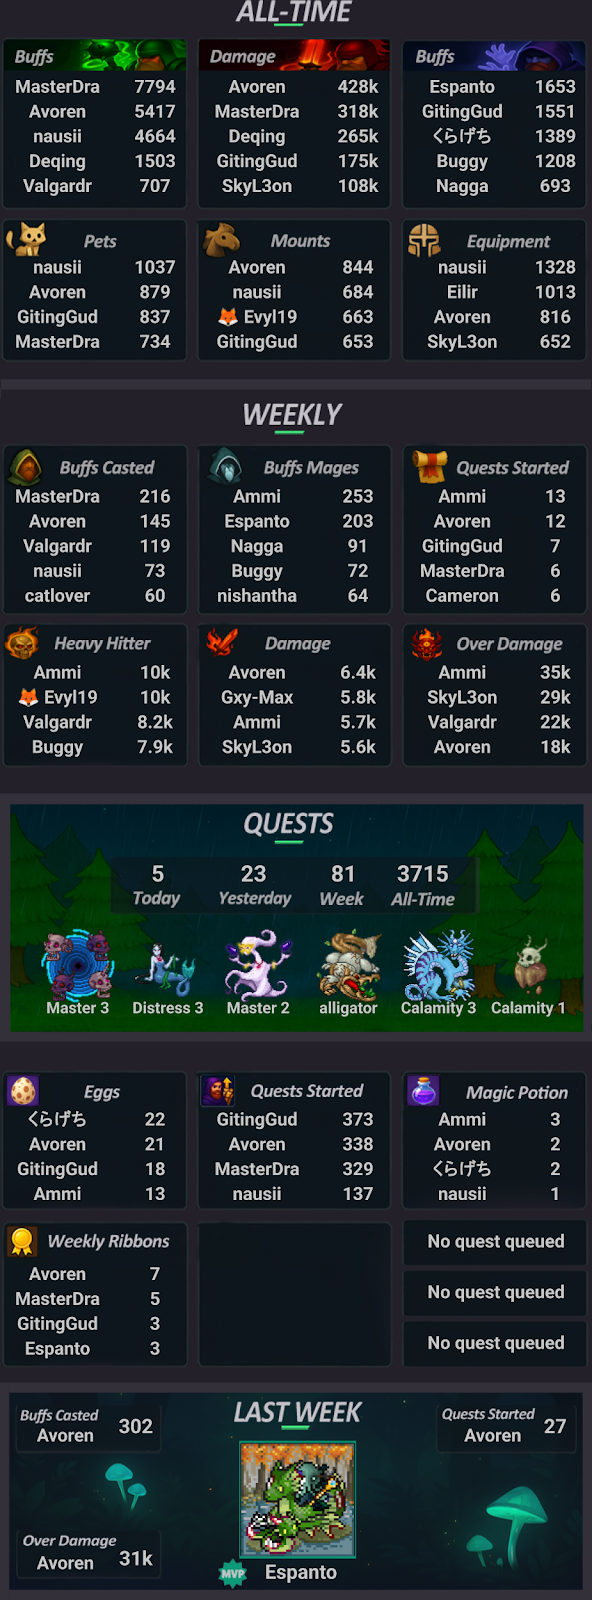 ALL-TIME
Buffs
MasterDra 7794
Avoren 5417
nausii 4664
Deqing 1503
Valgardr 707
Damage
Avoren 428k
MasterDra 318k
Deqing 265k
GitingGud 175k
SkyL3on 108k
Buffs
Espanto 1653
GitingGud 1551
くらげち 1389
Buggy 1208
Nagga 693
Pets
nausii 1037
Avoren 879
GitingGud 837
MasterDra 734
Mounts
Avoren 844
nausii 684
🦊 Evyl19 663
GitingGud 653
Equipment
nausii 1328
Eilir 1013
Avoren 816
SkyL3on 652
WEEKLY
Buffs Casted
MasterDra 216
Avoren 145
Valgardr 119
nausii 73
catlover 60
Buffs Mages
Ammi 253
Espanto 203
Nagga 91
Buggy 72
nishantha 64
Quests Started
Ammi 13
Avoren 12
GitingGud 7
MasterDra 6
Cameron 6
Heavy Hitter
Ammi 10k
🦊 Evyl19 10k
Valgardr 8.2k
Buggy 7.9k
Damage
Avoren 6.4k
Gxy-Max 5.8k
Ammi 5.7k
SkyL3on 5.6k
Over Damage
Ammi 35k
SkyL3on 29k
Valgardr 22k
Avoren 18k
QUESTS
5 23 81 3715
Today Yesterday Week All-Time
Master 3 Distress 3 Master 2 alligator Calamity 3 Calamity 1
Eggs
くらげち 22
Avoren 21
GitingGud 18
Ammi 13
Quests Started
GitingGud 373
Avoren 338
MasterDra 329
nausii 137
Magic Potion
Ammi 3
Avoren 2
くらげち 2
nausii 1
Weekly Ribbons
Avoren 7
MasterDra 5
GitingGud 3
Espanto 3
No quest queued
No quest queued
No quest queued
LAST WEEK
Buffs Casted
Avoren 302
Quests Started
Avoren 27
Over Damage
Avoren 31k
MVP Espanto